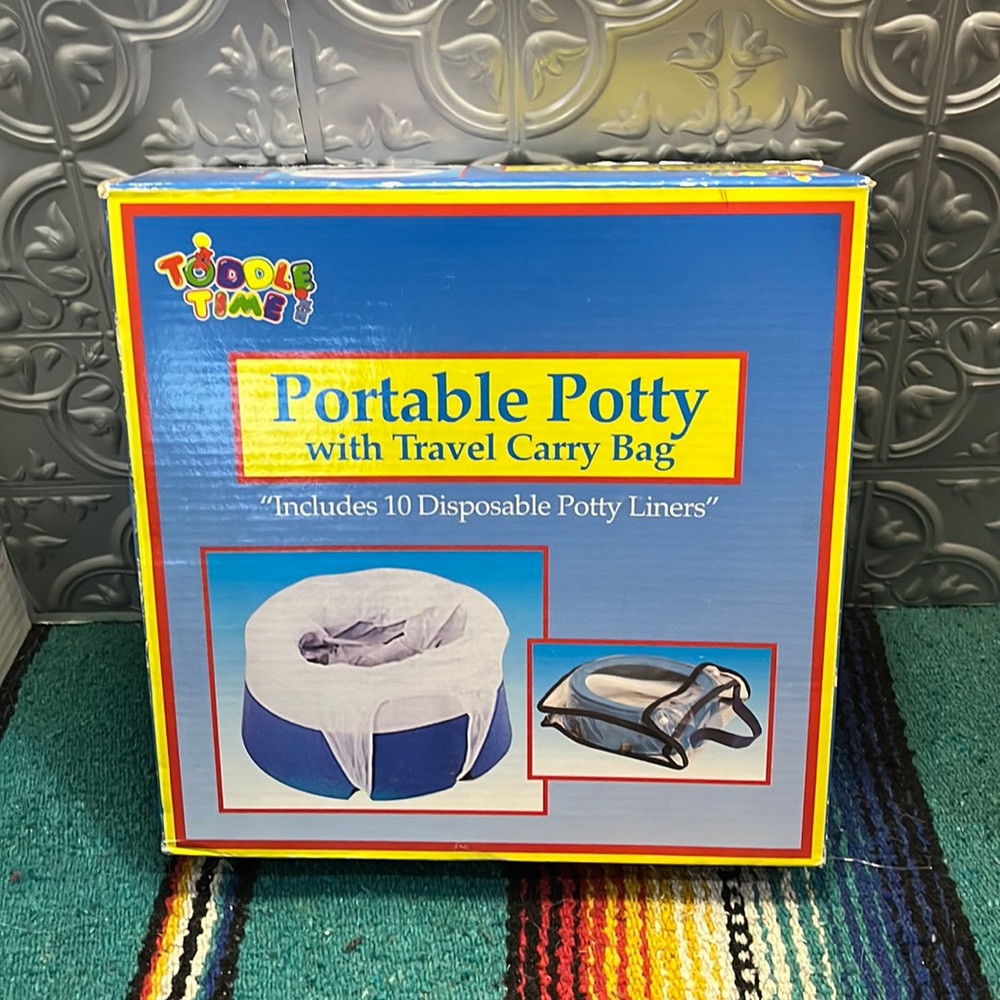 TODDLE
TIME
Portable Potty
with Travel Carry Bag
“Includes 10 Disposable Potty Liners”